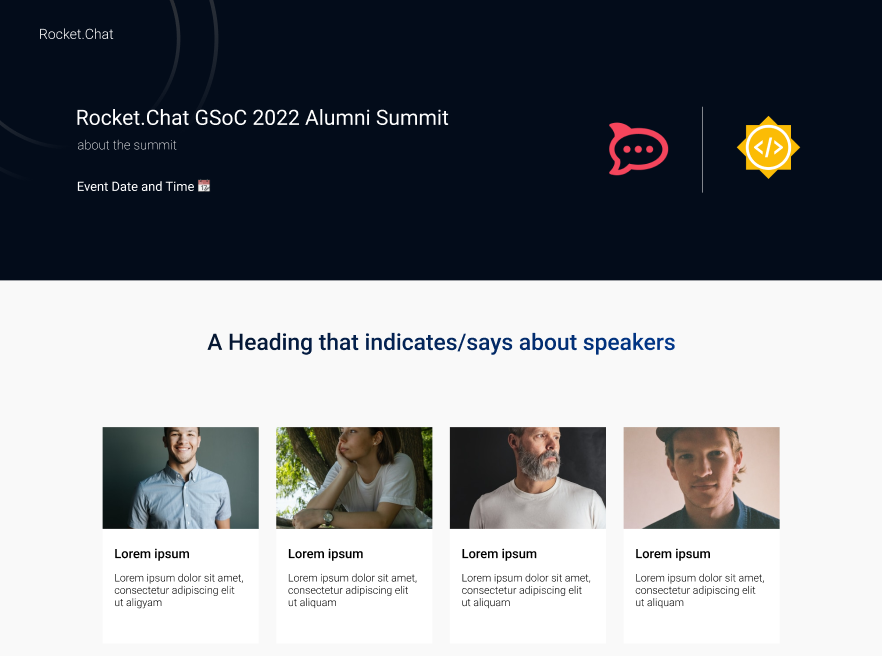 Rocket.Chat
Rocket.Chat GSoC 2022 Alumni Summit
about the summit
Event Date and Time 📆
</>
A Heading that indicates/says about speakers
Lorem ipsum
Lorem ipsum dolor sit amet,
consectetur adipiscing elit
ut aligyam
Lorem ipsum
Lorem ipsum dolor sit amet,
consectetur adipiscing elit
ut aliquam
Lorem ipsum
Lorem ipsum dolor sit amet,
consectetur adipiscing elit
ut aliquam
Lorem ipsum
Lorem ipsum dolor sit amet,
consectetur adipiscing elit
ut aliquam